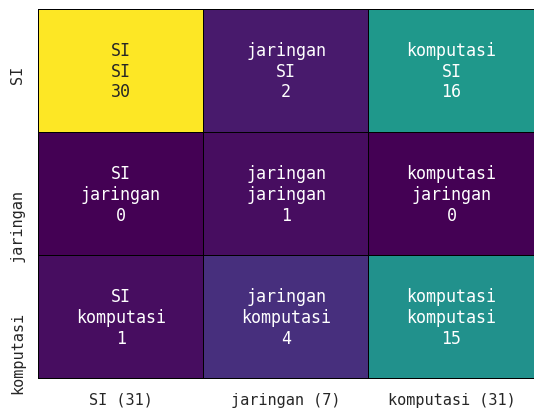 SI
SI
SI
30
jaringan
SI
2
komputasi
SI
16
jaringan
SI
jaringan
0
jaringan
jaringan
1
komputasi
jaringan
0
komputasi
SI
komputasi
1
jaringan
komputasi
4
komputasi
komputasi
15
SI (31)
jaringan (7)
komputasi (31)